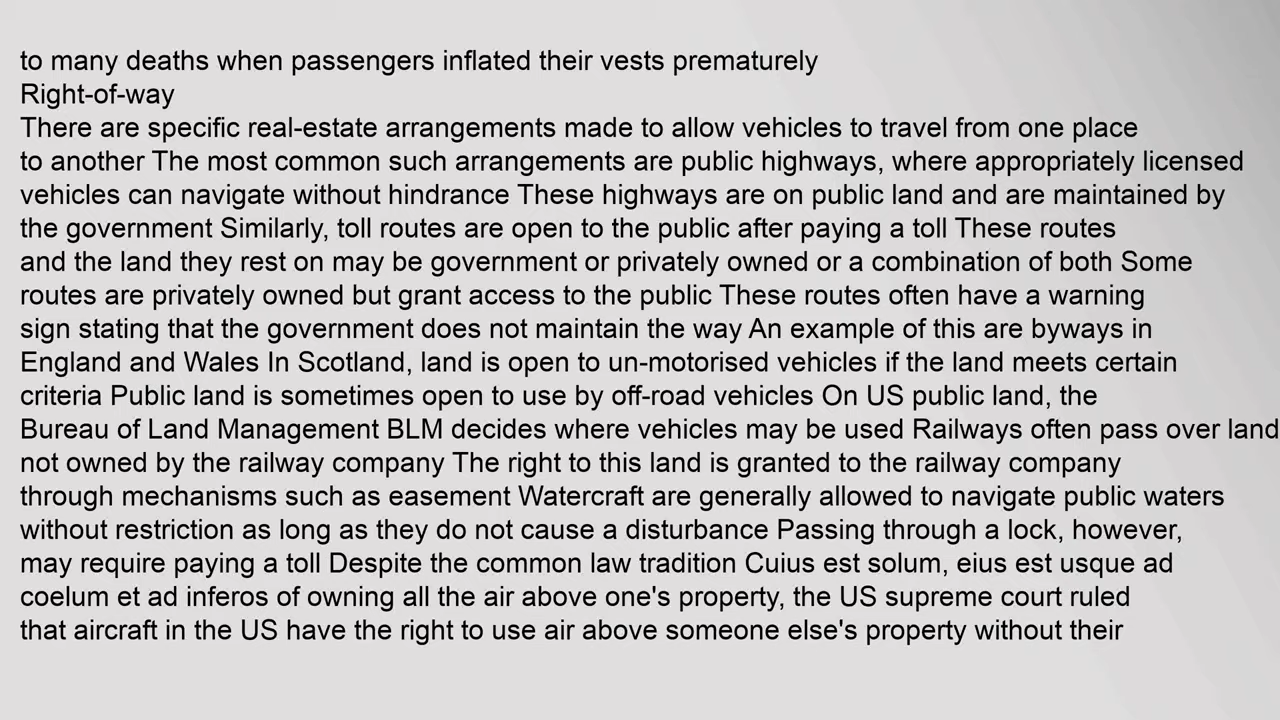 to many deaths when passengers inflated their vests prematurely
Right-of-way
There are specific real-estate arrangements made to allow vehicles to travel from one place
to another The most common such arrangements are public highways, where appropriately licensed
vehicles can navigate without hindrance These highways are on public land and are maintained by
the government Similarly, toll routes are open to the public after paying a toll These routes
and the land they rest on may be government or privately owned or a combination of both Some
routes are privately owned but grant access to the public These routes often have a warning
sign stating that the government does not maintain the way An example of this are byways in
England and Wales In Scotland, land is open to un-motorised vehicles if the land meets certain
criteria Public land is sometimes open to use by off-road vehicles On US public land, the
Bureau of Land Management BLM decides where vehicles may be used Railways often pass over land
not owned by the railway company The right to this land is granted to the railway company
through mechanisms such as easement Watercraft are generally allowed to navigate public waters
without restriction as long as they do not cause a disturbance Passing through a lock, however,
may require paying a toll Despite the common law tradition Cuius est solum, eius est usque ad
coelum et ad inferos of owning all the air above one's property, the US supreme court ruled
that aircraft in the US have the right to use air above someone else's property without their